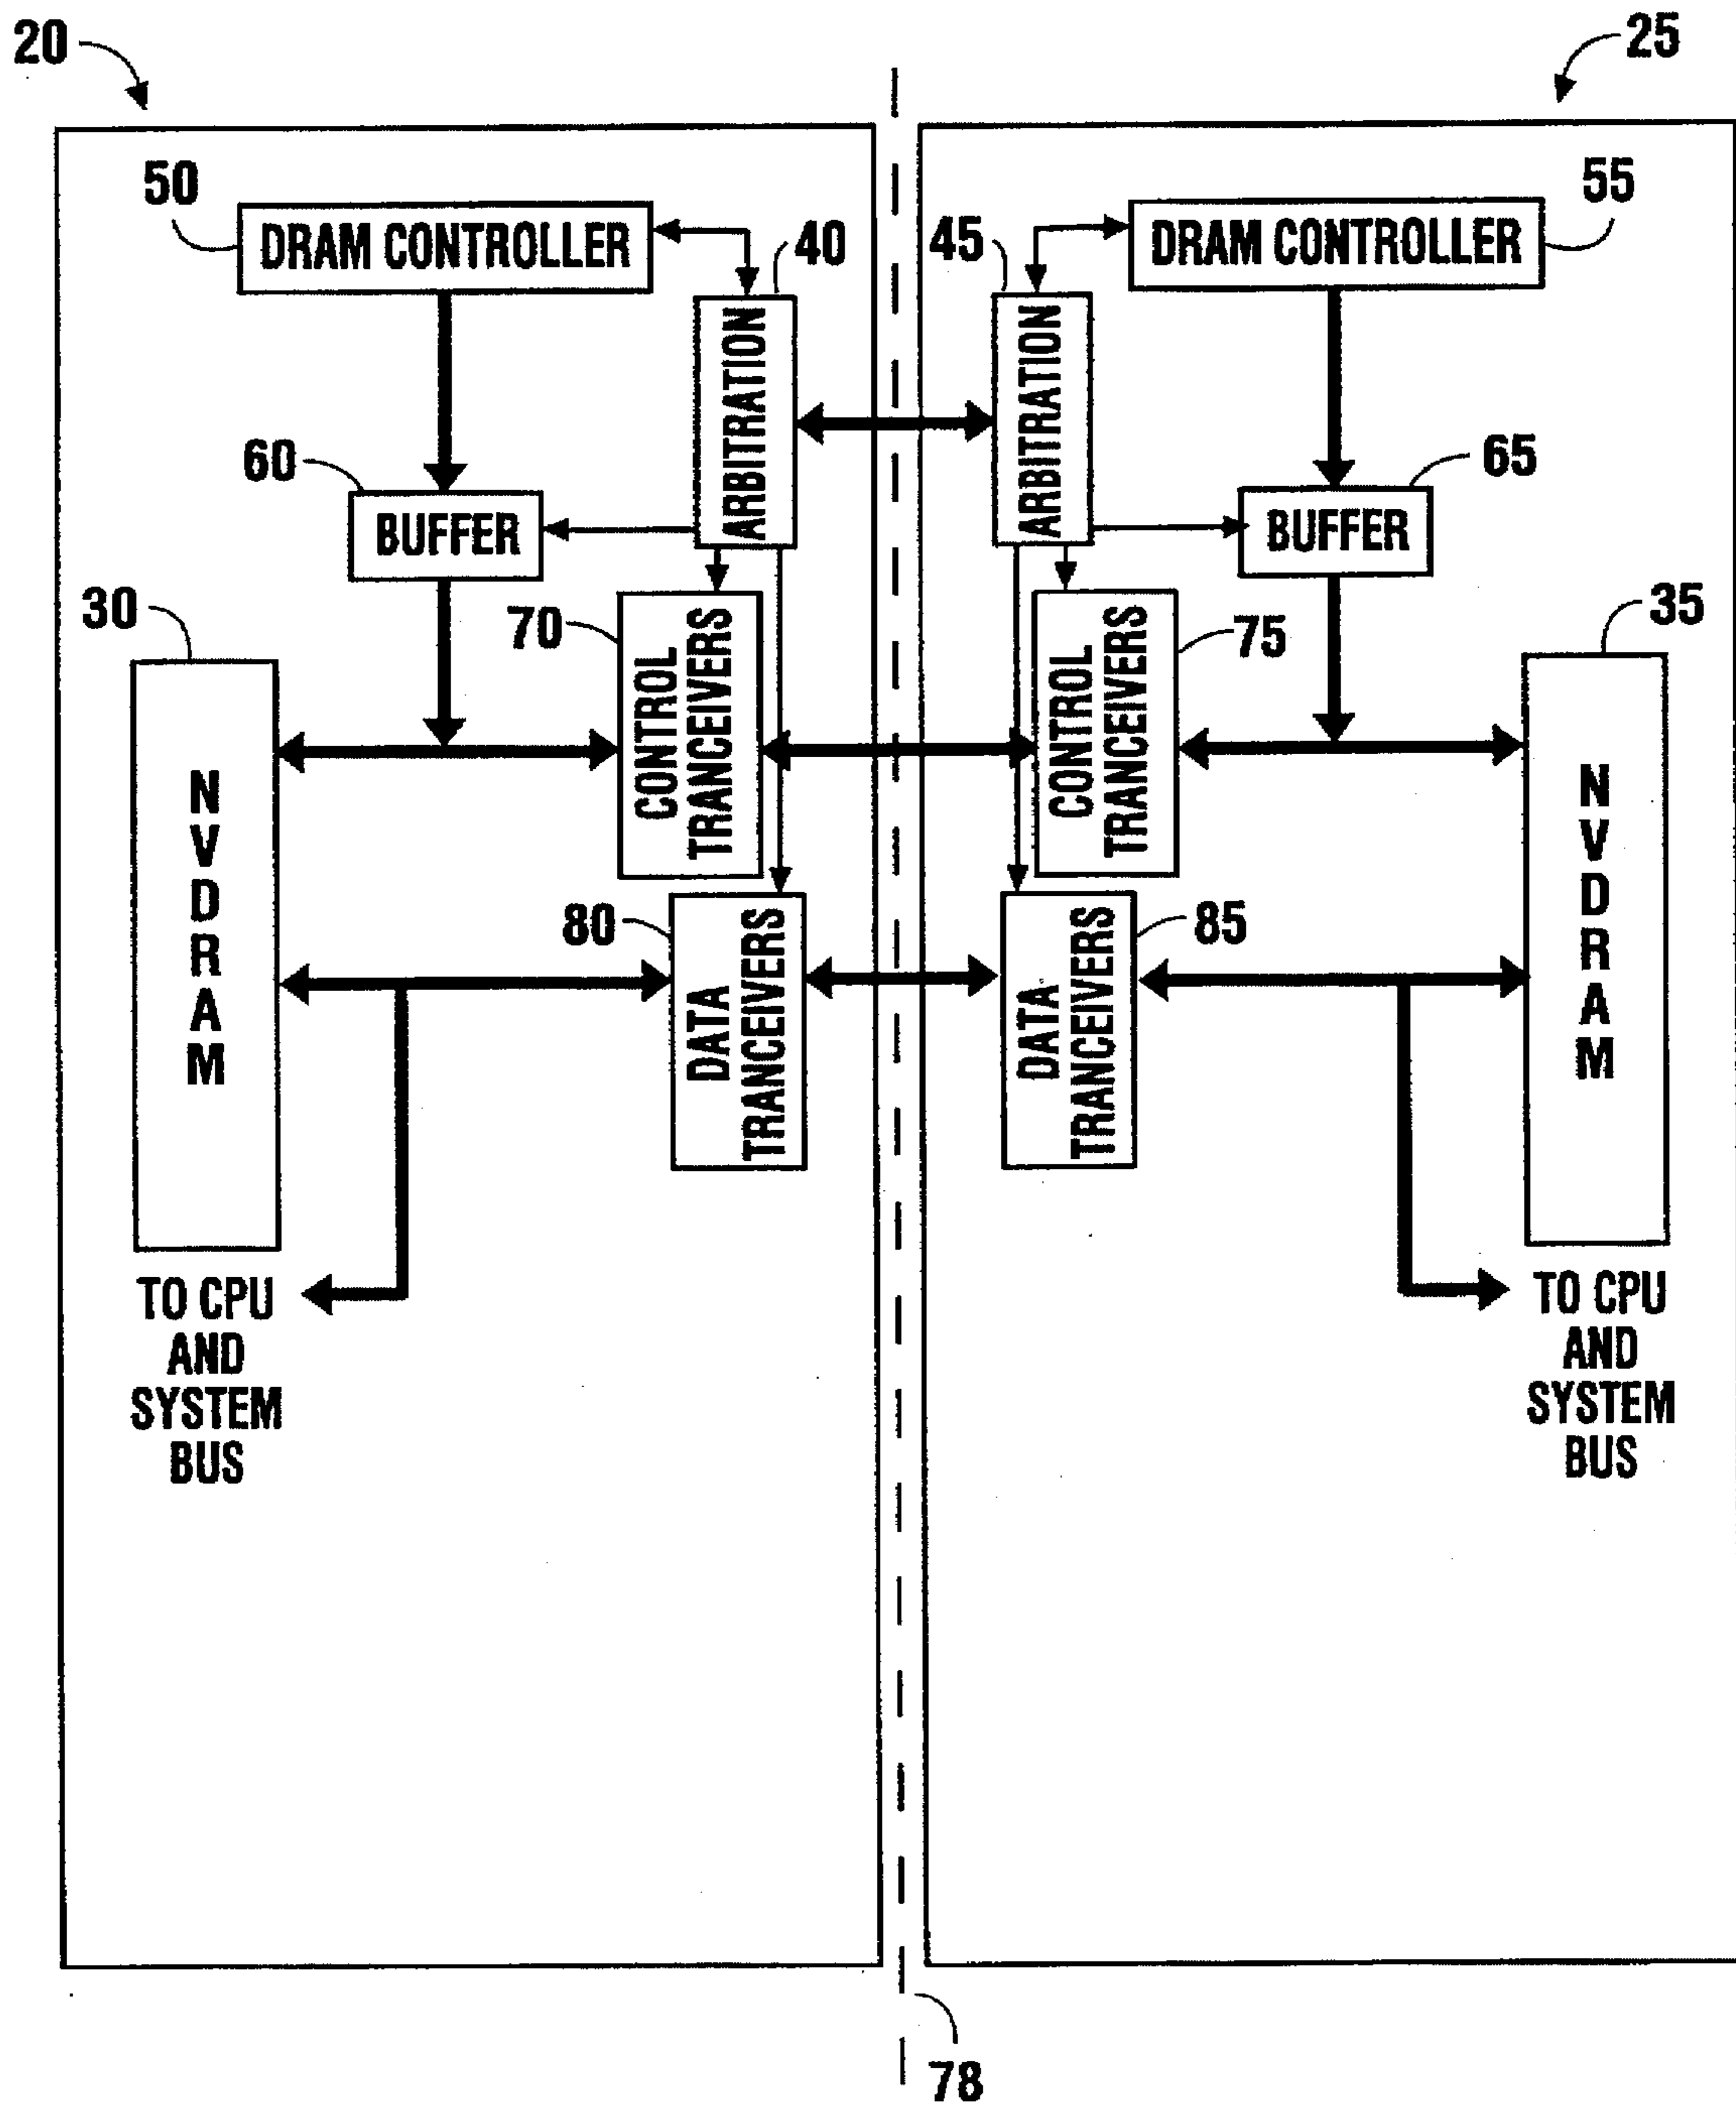 20
25
50
DRAM CONTROLLER
40
45
DRAM CONTROLLER
55
ARBITRATION
ARBITRATION
60
BUFFER
65
BUFFER
30
70
CONTROL
TRANCEIVERS
CONTROL
TRANCEIVERS
75
35
NVDRAM
NVDRAM
80
DATA
TRANCEIVERS
DATA
TRANCEIVERS
85
TO CPU
AND
SYSTEM
BUS
TO CPU
AND
SYSTEM
BUS
78